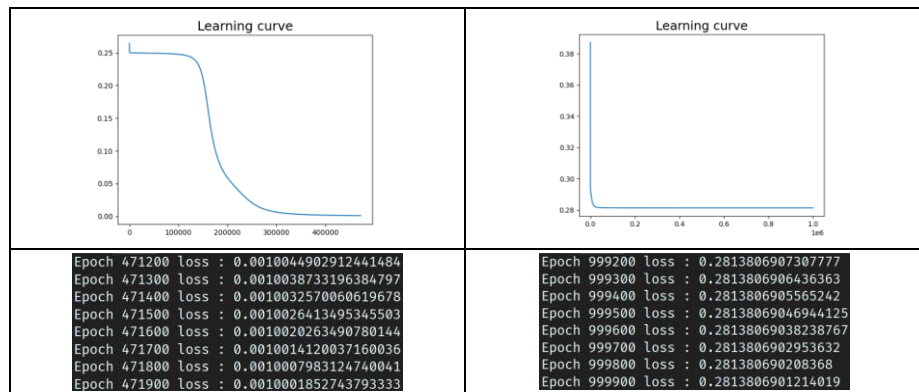 Learning curve
0.25
0.20
0.15
0.10
0.05
0.00
0
100000
200000
300000
400000
Learning curve
0.38
0.36
0.34
0.32
0.30
0.28
0.0
0.2
0.4
0.6
0.8
1.0
1e6
Epoch 471200 loss : 0.0010044902912441484
Epoch 471300 loss : 0.0010038733196384797
Epoch 471400 loss : 0.0010032570060619678
Epoch 471500 loss : 0.0010026413495345503
Epoch 471600 loss : 0.0010020263490780144
Epoch 471700 loss : 0.0010014120037160036
Epoch 471800 loss : 0.0010007983124740041
Epoch 471900 loss : 0.0010001852743793333
Epoch 999200 loss : 0.2813806907307777
Epoch 999300 loss : 0.2813806906436363
Epoch 999400 loss : 0.2813806905565242
Epoch 999500 loss : 0.28138069046944125
Epoch 999600 loss : 0.28138069038238767
Epoch 999700 loss : 0.2813806902953632
Epoch 999800 loss : 0.281380690208368
Epoch 999900 loss : 0.2813806901214019